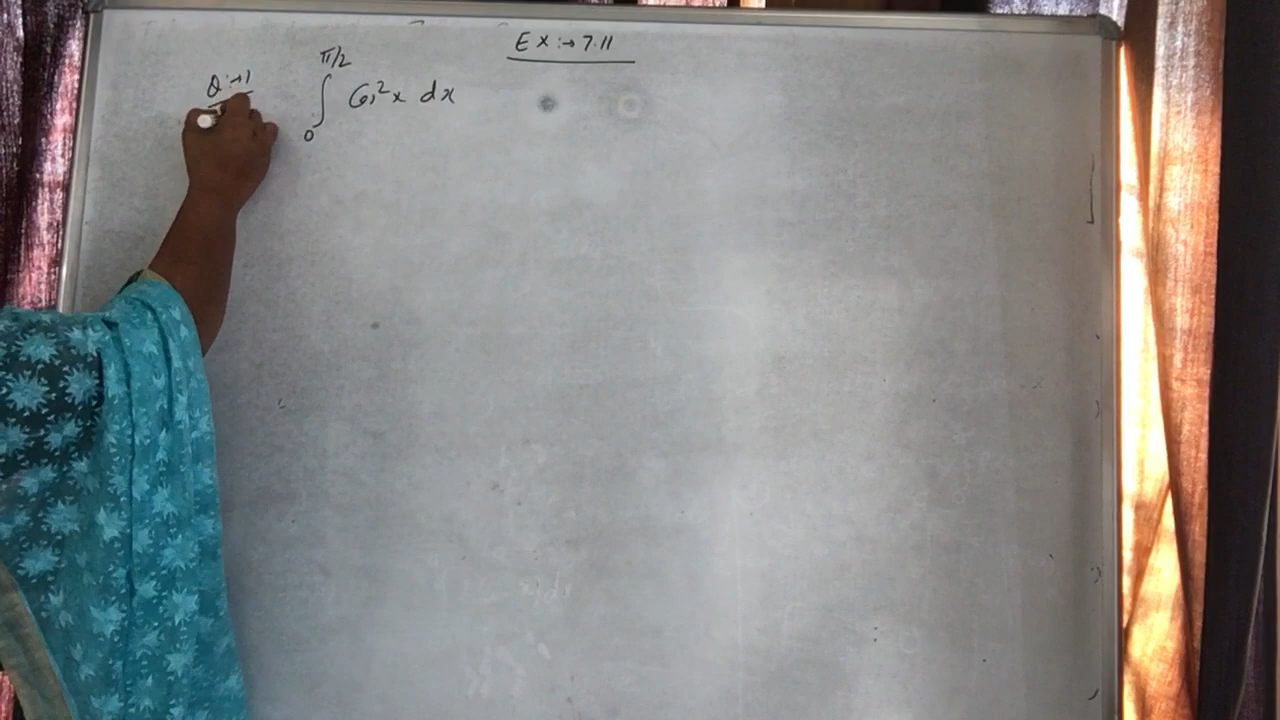 Ex :→ 7.11
Q :→ 1 ∫₀^{π/2} Cos²x dx